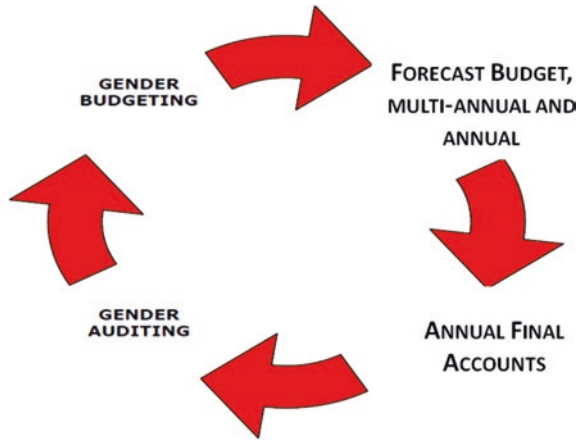 GENDER
BUDGETING
FORECAST BUDGET,
MULTI-ANNUAL AND
ANNUAL
GENDER
AUDITING
ANNUAL FINAL
ACCOUNTS